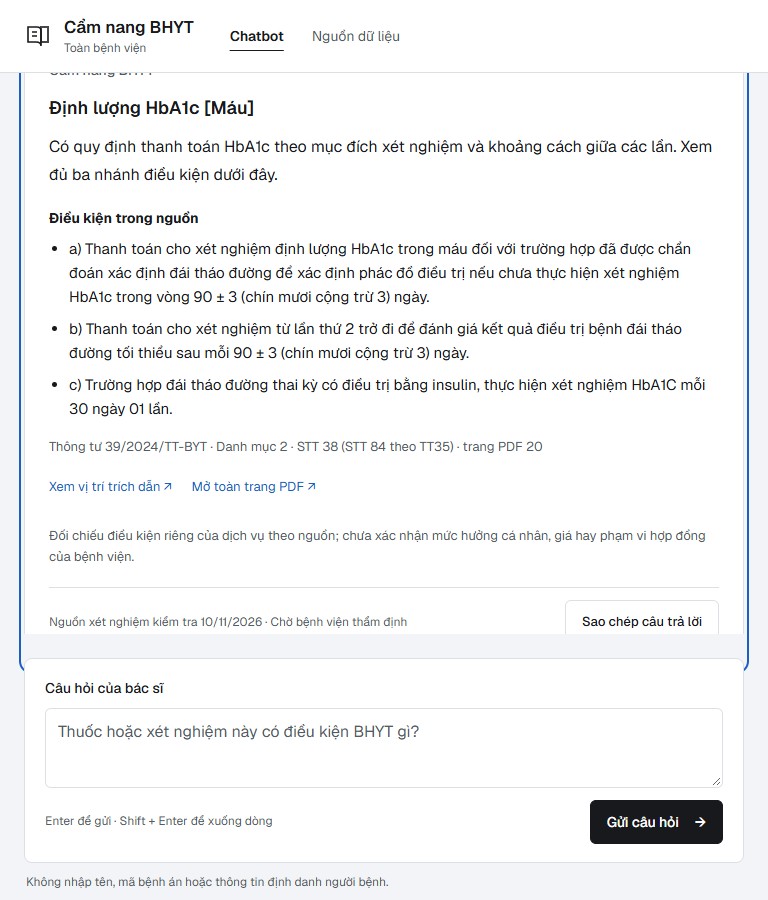 Cẩm nang BHYT
Toàn bệnh viện
Chatbot
Nguồn dữ liệu
Định lượng HbA1c [Máu]
Có quy định thanh toán HbA1c theo mục đích xét nghiệm và khoảng cách giữa các lần. Xem
đủ ba nhánh điều kiện dưới đây.
Điều kiện trong nguồn
• a) Thanh toán cho xét nghiệm định lượng HbA1c trong máu đối với trường hợp đã được chẩn
đoán xác định đái tháo đường để xác định phác đồ điều trị nếu chưa thực hiện xét nghiệm
HbA1c trong vòng 90 ± 3 (chín mươi cộng trừ 3) ngày.
• b) Thanh toán cho xét nghiệm từ lần thứ 2 trở đi để đánh giá kết quả điều trị bệnh đái tháo
đường tối thiểu sau mỗi 90 ± 3 (chín mươi cộng trừ 3) ngày.
• c) Trường hợp đái tháo đường thai kỳ có điều trị bằng insulin, thực hiện xét nghiệm HbA1C mỗi
30 ngày 01 lần.
Thông tư 39/2024/TT-BYT · Danh mục 2 · STT 38 (STT 84 theo TT35) · trang PDF 20
Xem vị trí trích dẫn ↗
Mở toàn trang PDF ↗
Đối chiếu điều kiện riêng của dịch vụ theo nguồn; chưa xác nhận mức hưởng cá nhân, giá hay phạm vi hợp đồng
của bệnh viện.
Nguồn xét nghiệm kiểm tra 10/11/2026 · Chờ bệnh viện thẩm định
Sao chép câu trả lời
Câu hỏi của bác sĩ
Thuốc hoặc xét nghiệm này có điều kiện BHYT gì?
Enter để gửi · Shift + Enter để xuống dòng
Gửi câu hỏi →
Không nhập tên, mã bệnh án hoặc thông tin định danh người bệnh.